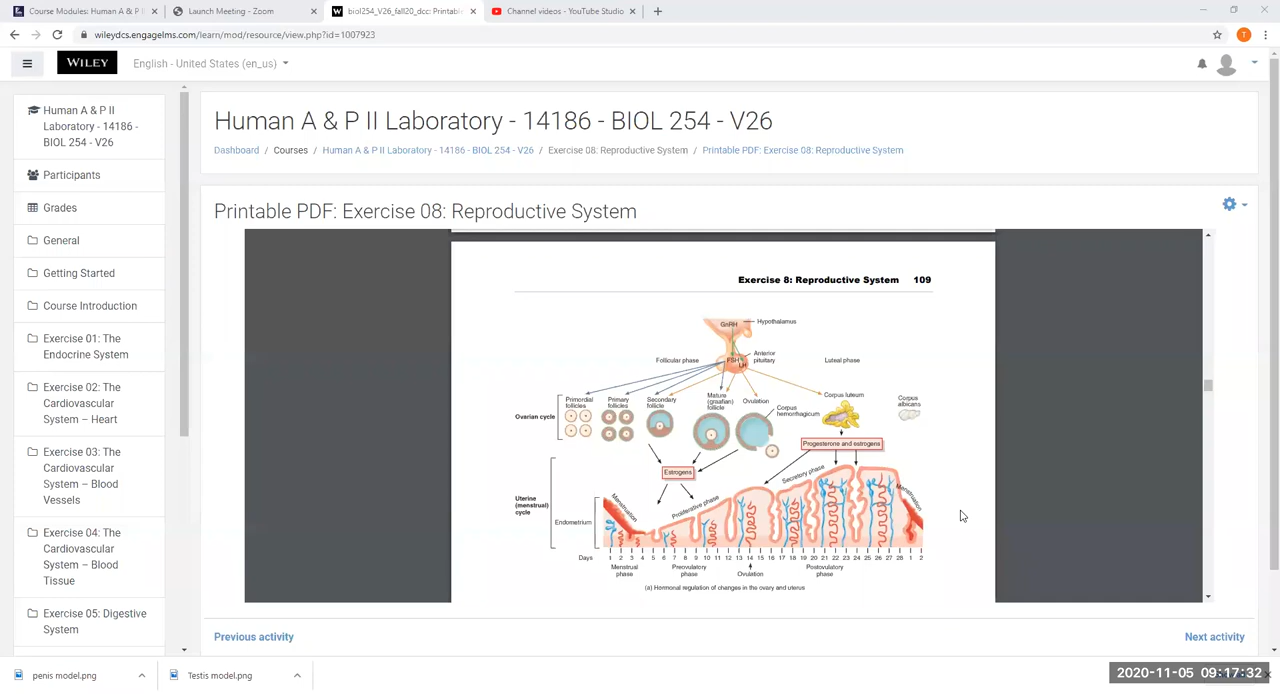 Course Modules: Human A & P II
Launch Meeting - Zoom
biol254_V26_fall20_dcc: Printable
Channel videos - YouTube Studio
wileydcs.engagelms.com/learn/mod/resource/view.php?id=1007923
T
WILEY
English - United States (en_us)
Human A & P II
Laboratory - 14186 -
BIOL 254 - V26
Participants
Grades
General
Getting Started
Course Introduction
Exercise 01: The
Endocrine System
Exercise 02: The
Cardiovascular
System – Heart
Exercise 03: The
Cardiovascular
System – Blood
Vessels
Exercise 04: The
Cardiovascular
System – Blood
Tissue
Exercise 05: Digestive
System
Human A & P II Laboratory - 14186 - BIOL 254 - V26
Dashboard / Courses / Human A & P II Laboratory - 14186 - BIOL 254 - V26 / Exercise 08: Reproductive System / Printable PDF: Exercise 08: Reproductive System
Printable PDF: Exercise 08: Reproductive System
Exercise 8: Reproductive System 109
GnRH
Hypothalamus
Follicular phase
FSH
LH
Anterior
pituitary
Luteal phase
Ovarian cycle
Primordial
follicles
Primary
follicles
Secondary
follicle
Mature
(graafian)
follicle
Ovulation
Corpus
hemorrhagicum
Corpus luteum
Corpus
albicans
Progesterone and estrogens
Estrogens
Uterine
(menstrual)
cycle
Endometrium
Menstruation
Proliferative phase
Secretory phase
Menstruation
Days 1 2 3 4 5 6 7 8 9 10 11 12 13 14 15 16 17 18 19 20 21 22 23 24 25 26 27 28 1 2
Menstrual
phase
Preovulatory
phase
Ovulation
Postovulatory
phase
(a) Hormonal regulation of changes in the ovary and uterus
Previous activity
Next activity
penis model.png
Testis model.png
2020-11-05 09:17:32